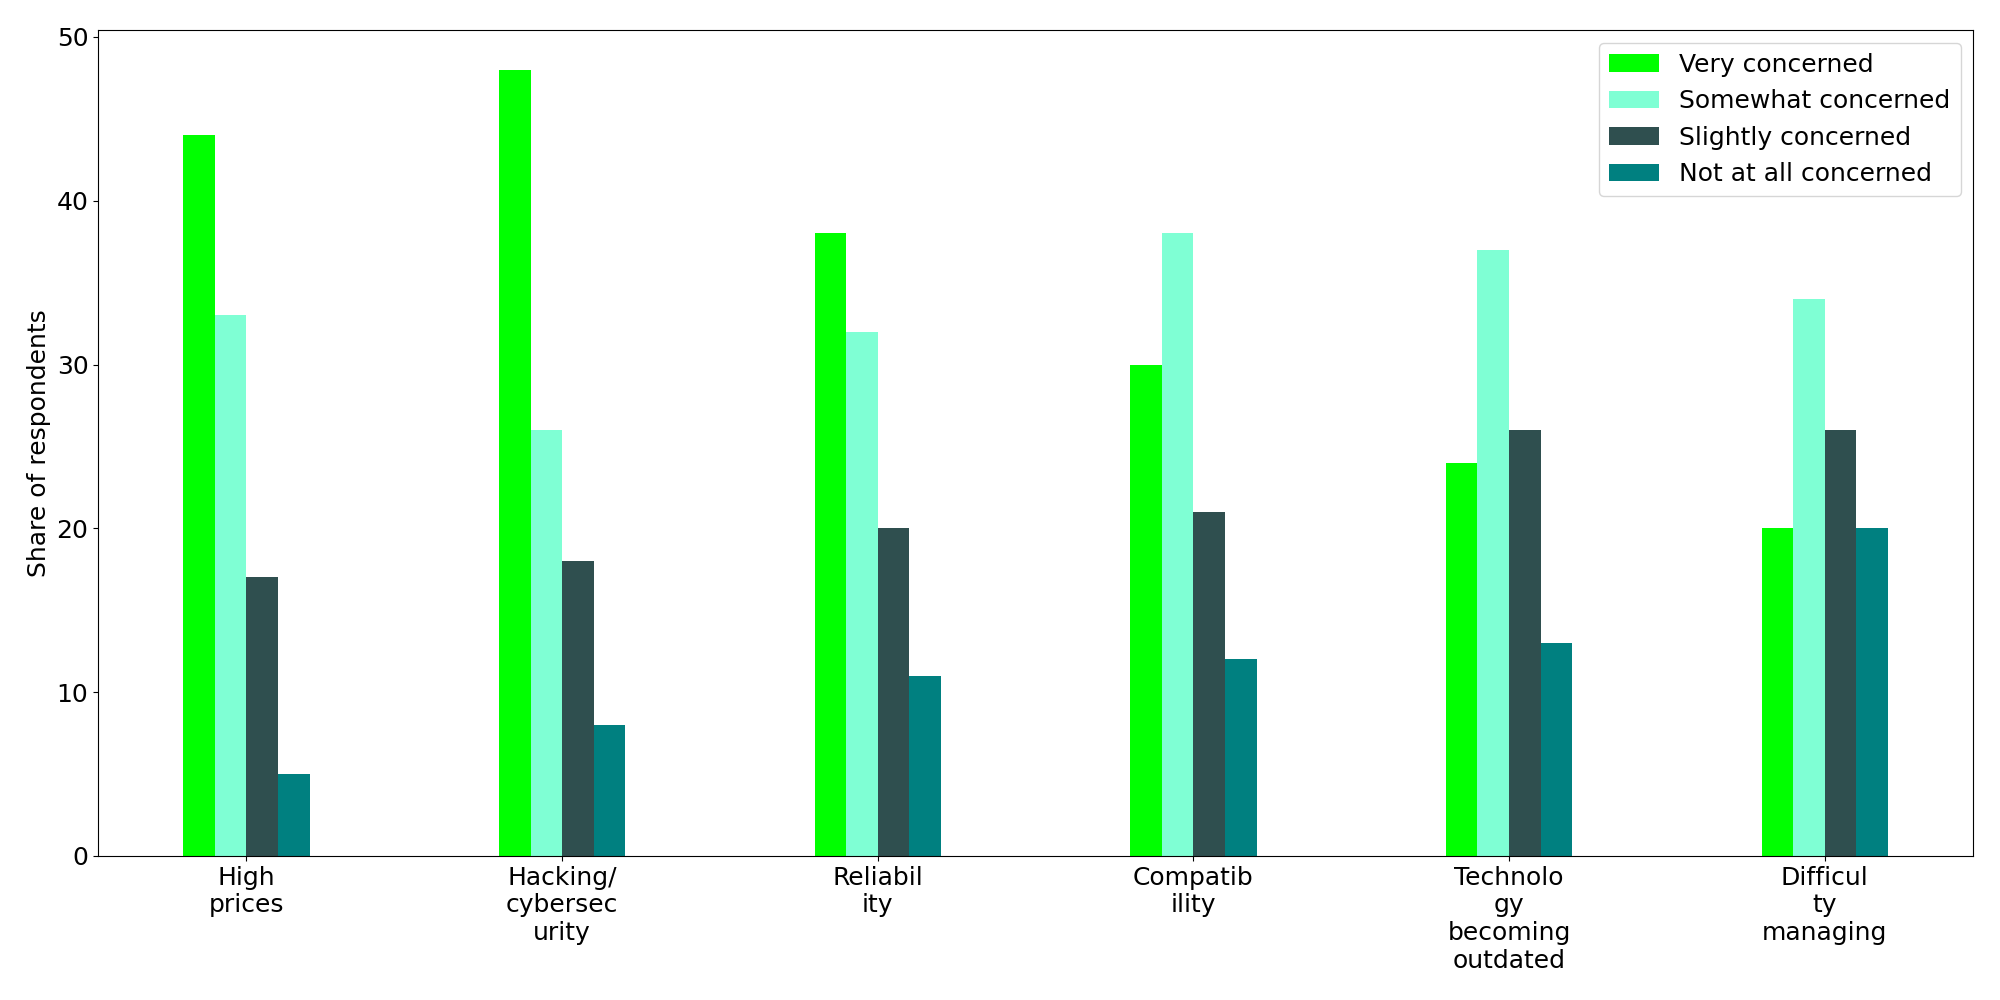 50
40
30
20
10
0
Share of respondents
Very concerned
Somewhat concerned
Slightly concerned
Not at all concerned
High
prices
Hacking/
cybersec
urity
Reliabil
ity
Compatib
ility
Technolo
gy
becoming
outdated
Difficul
ty
managing